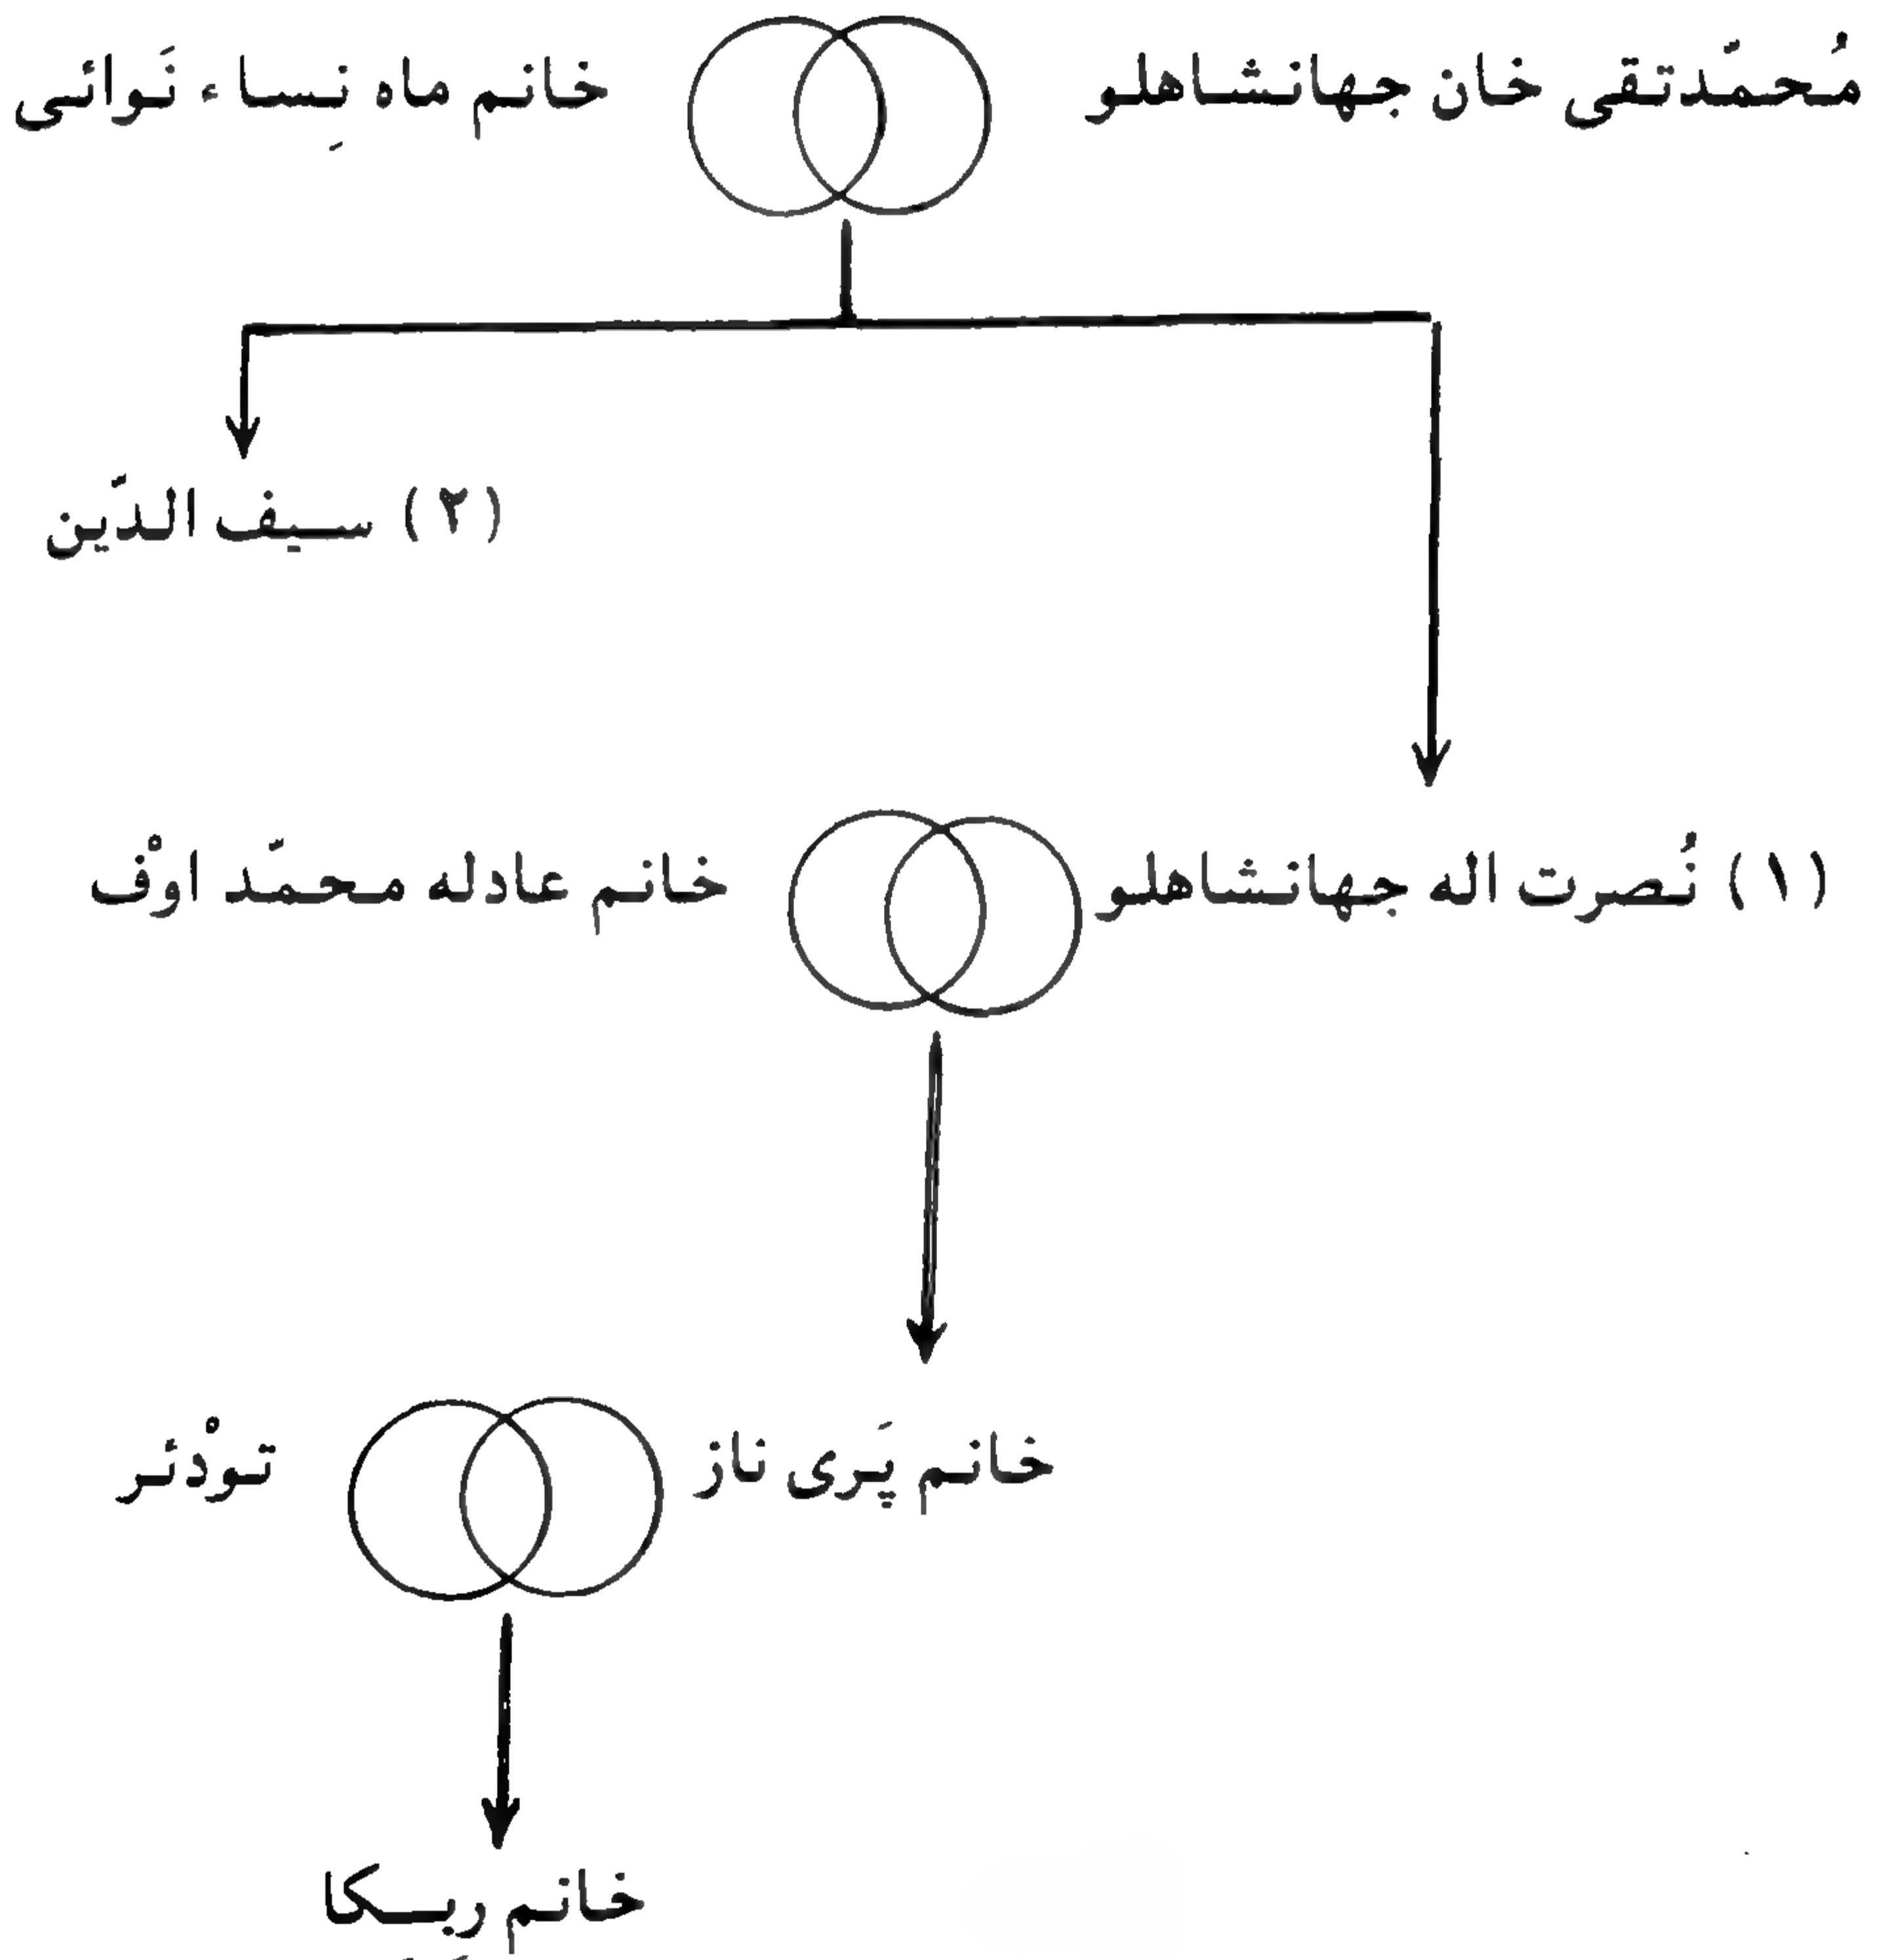 مُحمّدتقی خان جهانشاهلو خانم ماه نِساء نَوائی
(۲) سیف الدّین
(۱) نُصرت اله جهانشاهلو خانم عادله محمّد اوْف
خانم پَری ناز توْدئر
خانم ربکا